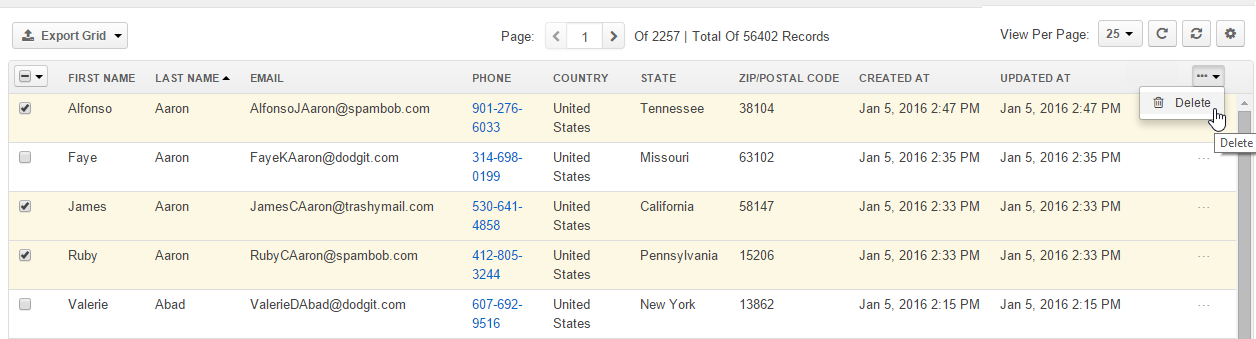 Export Grid Page: 1 Of 2257 | Total Of 56402 Records View Per Page: 25
FIRST NAME LAST NAME EMAIL PHONE COUNTRY STATE ZIP/POSTAL CODE CREATED AT UPDATED AT ...
Delete
Delete
Alfonso Aaron AlfonsoJAaron@spambob.com 901-276- United Tennessee 38104 Jan 5, 2016 2:47 PM Jan 5, 2016 2:47 PM
6033 States
Faye Aaron FayeKAaron@dodgit.com 314-698- United Missouri 63102 Jan 5, 2016 2:35 PM Jan 5, 2016 2:35 PM ...
0199 States
James Aaron JamesCAaron@trashymail.com 530-641- United California 58147 Jan 5, 2016 2:33 PM Jan 5, 2016 2:33 PM ...
4858 States
Ruby Aaron RubyCAaron@spambob.com 412-805- United Pennsylvania 15206 Jan 5, 2016 2:33 PM Jan 5, 2016 2:33 PM ...
3244 States
Valerie Abad ValerieDAbad@dodgit.com 607-692- United New York 13862 Jan 5, 2016 2:15 PM Jan 5, 2016 2:15 PM ...
9516 States